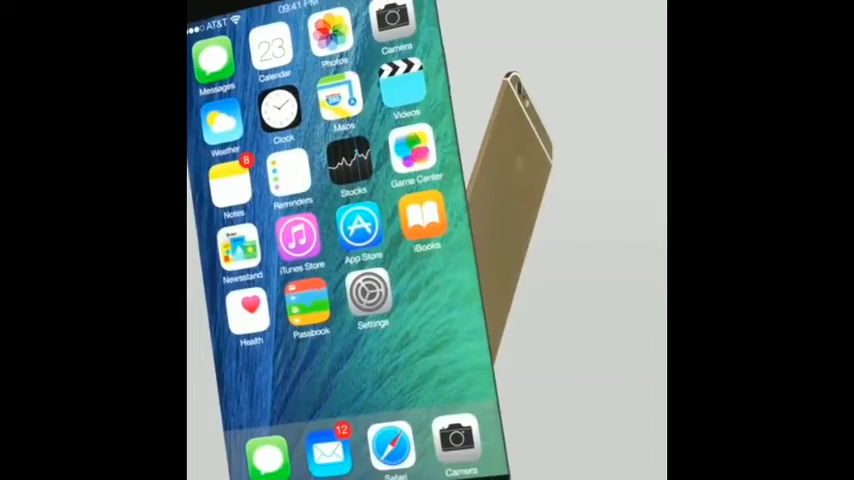 AT&T 09:41 PM
Messages
23
Calendar
Photos
Camera
Weather
Clock
280
Maps
Videos
8
Notes
Reminders
Stocks
Game Center
Newsstand
iTunes Store
App Store
iBooks
Health
Passbook
Settings
12
Safari
Camera